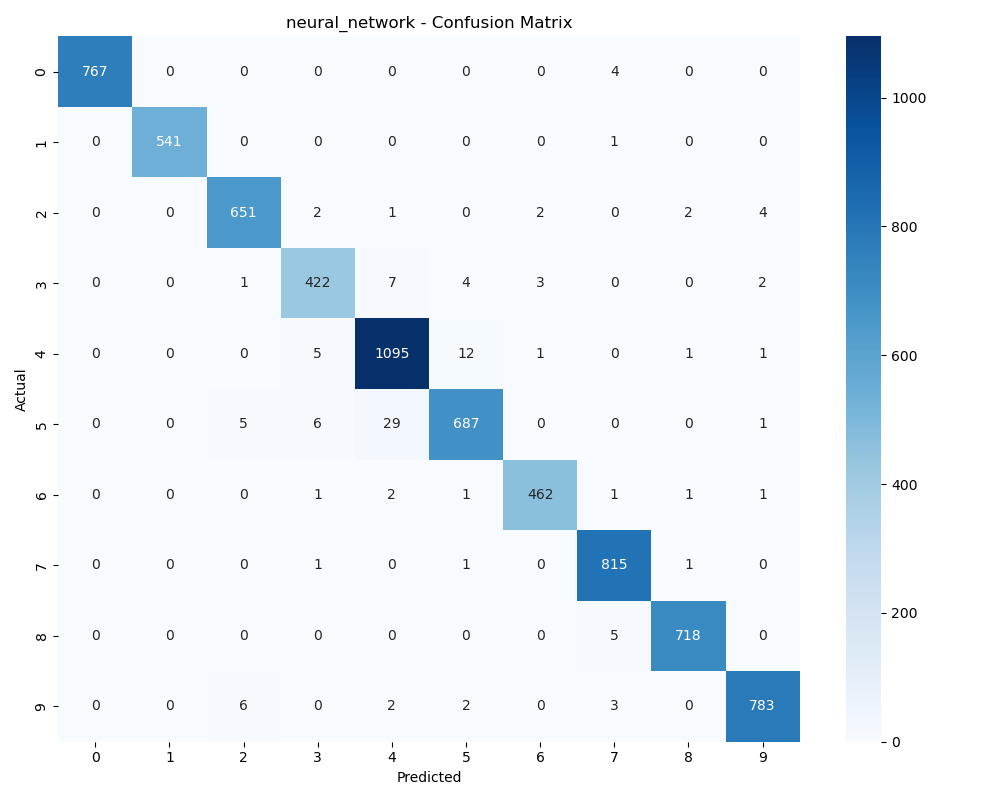 neural_network - Confusion Matrix
0 767 0 0 0 0 0 0 4 0 0
1 0 541 0 0 0 0 0 1 0 0
2 0 0 651 2 1 0 2 0 2 4
3 0 0 1 422 7 4 3 0 0 2
4 0 0 0 5 1095 12 1 0 1 1
5 0 0 5 6 29 687 0 0 0 1
6 0 0 0 1 2 1 462 1 1 1
7 0 0 0 1 0 1 0 815 1 0
8 0 0 0 0 0 0 0 5 718 0
9 0 0 6 0 2 2 0 3 0 783
0 1 2 3 4 5 6 7 8 9
Predicted
Actual
1000
800
600
400
200
0